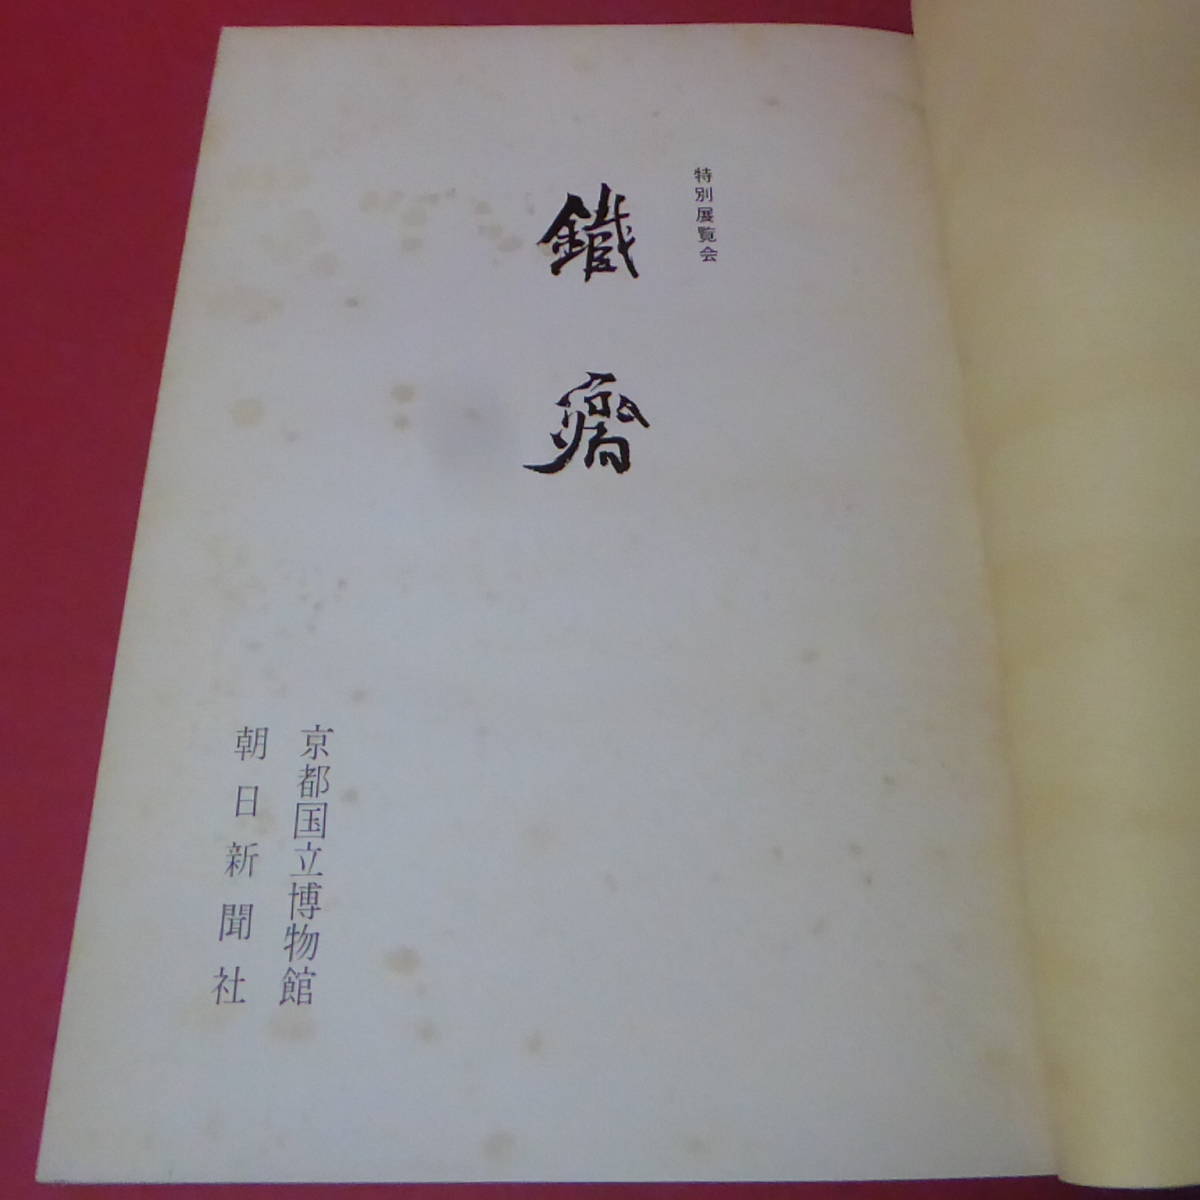 特別展覧会
鐵齋
京都国立博物館
朝日新聞社